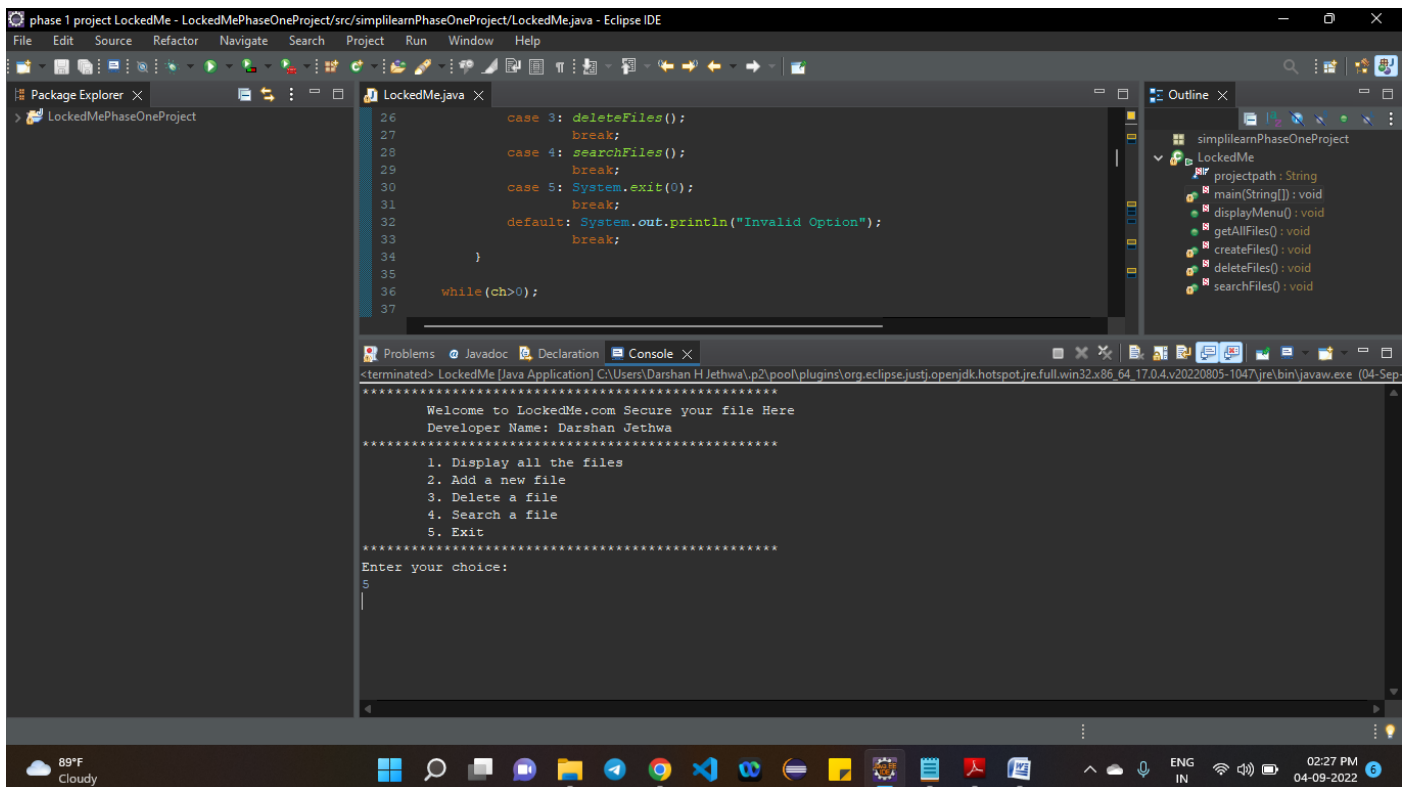 phase 1 project LockedMe - LockedMePhaseOneProject/src/simplilearnPhaseOneProject/LockedMe.java - Eclipse IDE
File Edit Source Refactor Navigate Search Project Run Window Help
Package Explorer
LockedMePhaseOneProject
LockedMe.java
26 case 3: deleteFiles();
27 break;
28 case 4: searchFiles();
29 break;
30 case 5: System.exit(0);
31 break;
32 default: System.out.println("Invalid Option");
33 break;
34 }
35
36 while(ch>0);
37
Outline
simplilearnPhaseOneProject
LockedMe
projectpath : String
main(String[]) : void
displayMenu() : void
getAllFiles() : void
createFiles() : void
deleteFiles() : void
searchFiles() : void
Problems Javadoc Declaration Console
<terminated> LockedMe [Java Application] C:\Users\Darshan H Jethwa\.p2\pool\plugins\org.eclipse.justj.openjdk.hotspot.jre.full.win32.x86_64_17.0.4.v20220805-1047\jre\bin\javaw.exe (04-Sep-
***************************************************
Welcome to LockedMe.com Secure your file Here
Developer Name: Darshan Jethwa
***************************************************
1. Display all the files
2. Add a new file
3. Delete a file
4. Search a file
5. Exit
***************************************************
Enter your choice:
5
89°F
Cloudy
ENG
IN
02:27 PM
04-09-2022
6